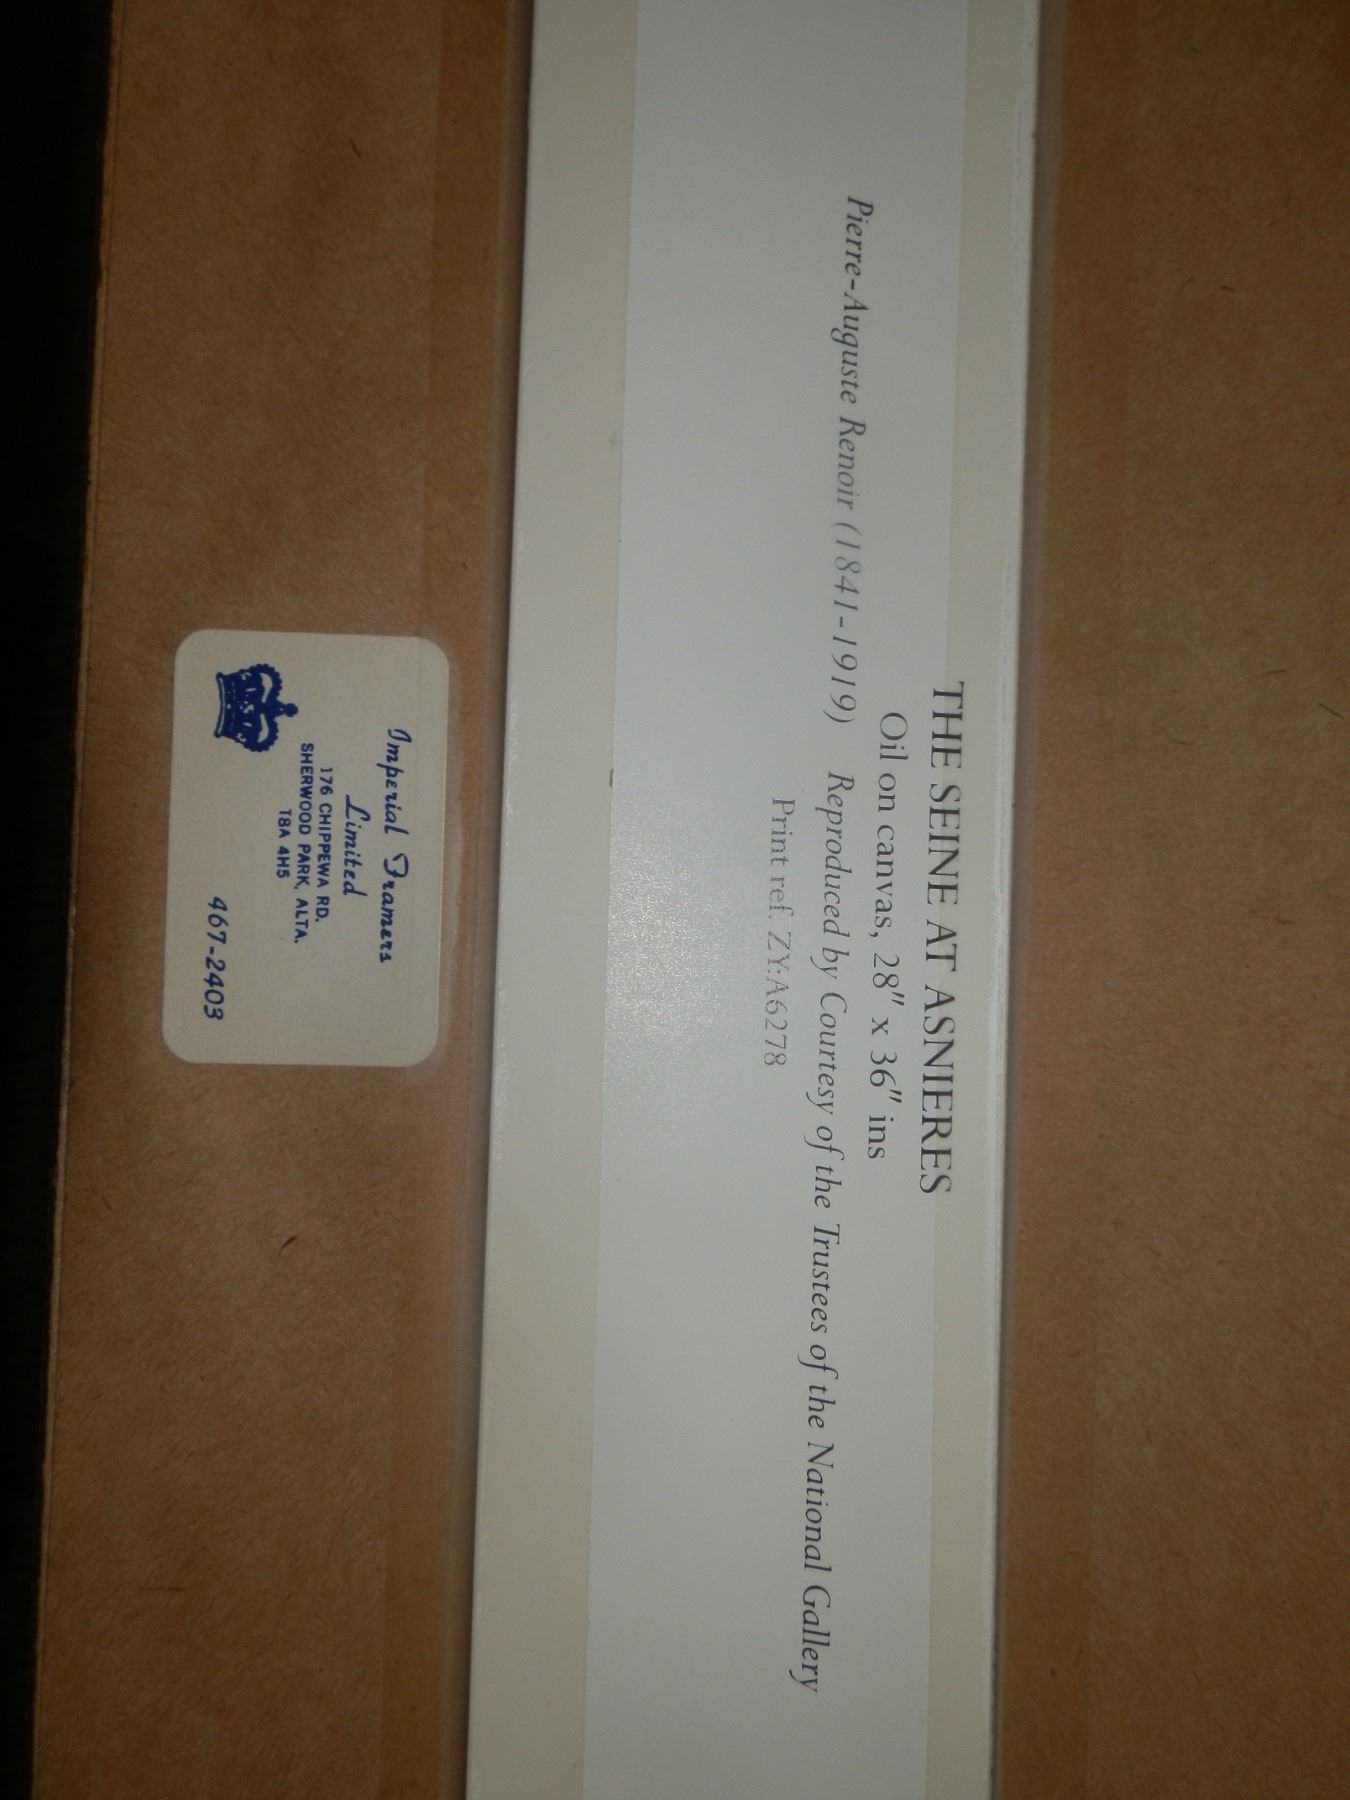 THE SEINE AT ASNIERES
Oil on canvas, 28" x 36" ins
Pierre-Auguste Renoir (1841-1919) Reproduced by Courtesy of the Trustees of the National Gallery
Print ref. ZY:A6278
Imperial Framers
Limited
176 CHIPPEWA RD.
SHERWOOD PARK, ALTA.
T8A 4H5
467-2403